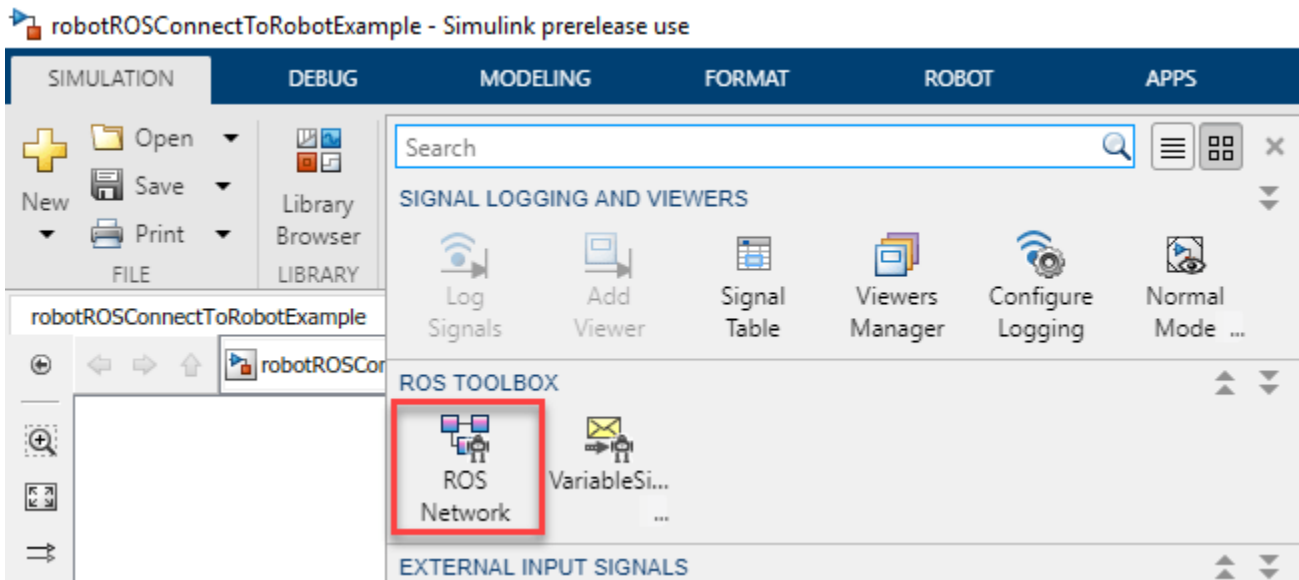 robotROSConnectToRobotExample - Simulink prerelease use
SIMULATION DEBUG MODELING FORMAT ROBOT APPS
New
Open
Save
Print
FILE
Library
Browser
LIBRARY
Search
SIGNAL LOGGING AND VIEWERS
Log
Signals
Add
Viewer
Signal
Table
Viewers
Manager
Configure
Logging
Normal
Mode ...
robotROSConnectToRobotExample
robotROSCor
ROS TOOLBOX
ROS
Network
VariableSi...
...
EXTERNAL INPUT SIGNALS